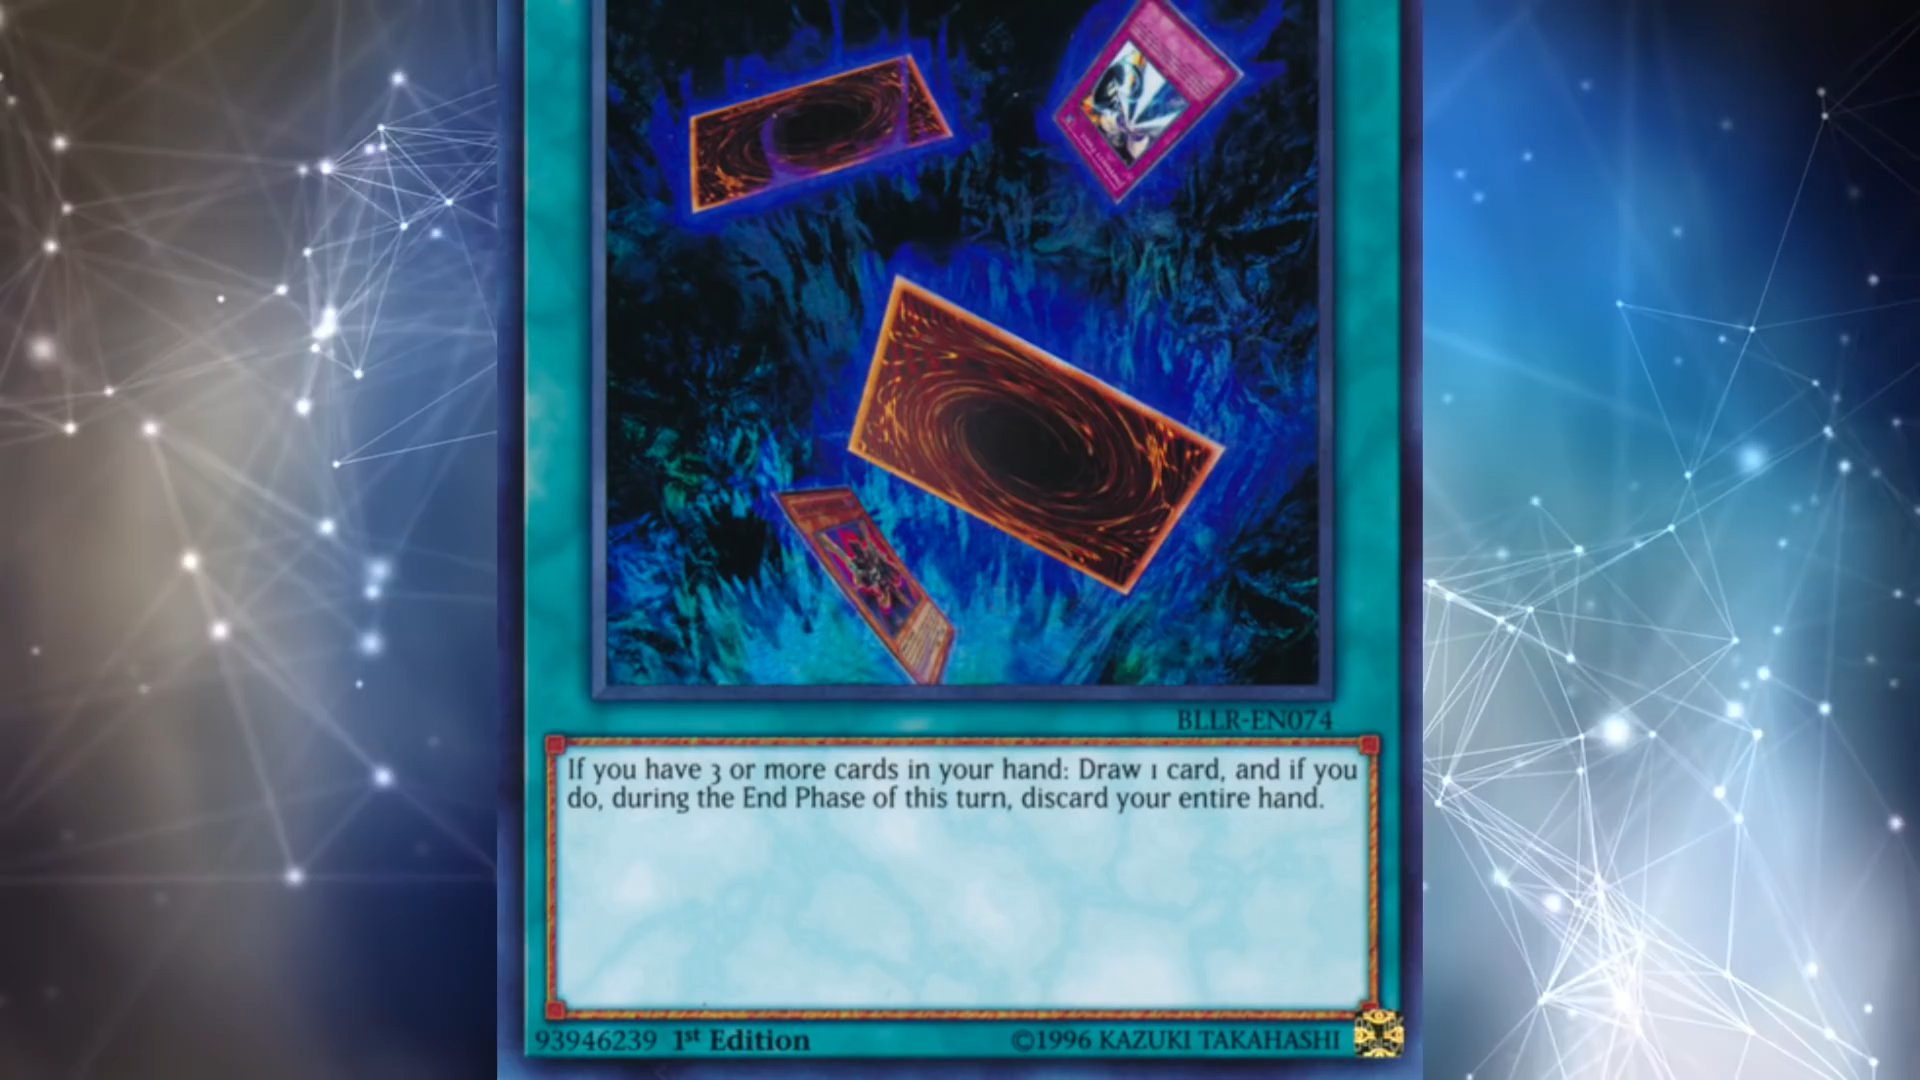 BLLR-EN074
If you have 3 or more cards in your hand: Draw 1 card, and if you
do, during the End Phase of this turn, discard your entire hand.
93946239 1st Edition
©1996 KAZUKI TAKAHASHI